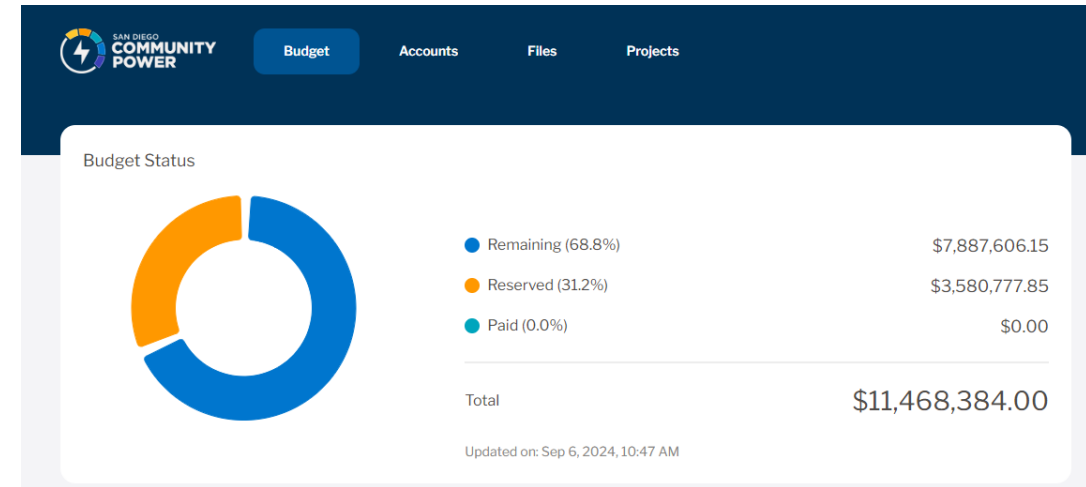 SAN DIEGO
COMMUNITY
POWER
Budget
Accounts
Files
Projects
Budget Status
Remaining (68.8%) $7,887,606.15
Reserved (31.2%) $3,580,777.85
Paid (0.0%) $0.00
Total $11,468,384.00
Updated on: Sep 6, 2024, 10:47 AM